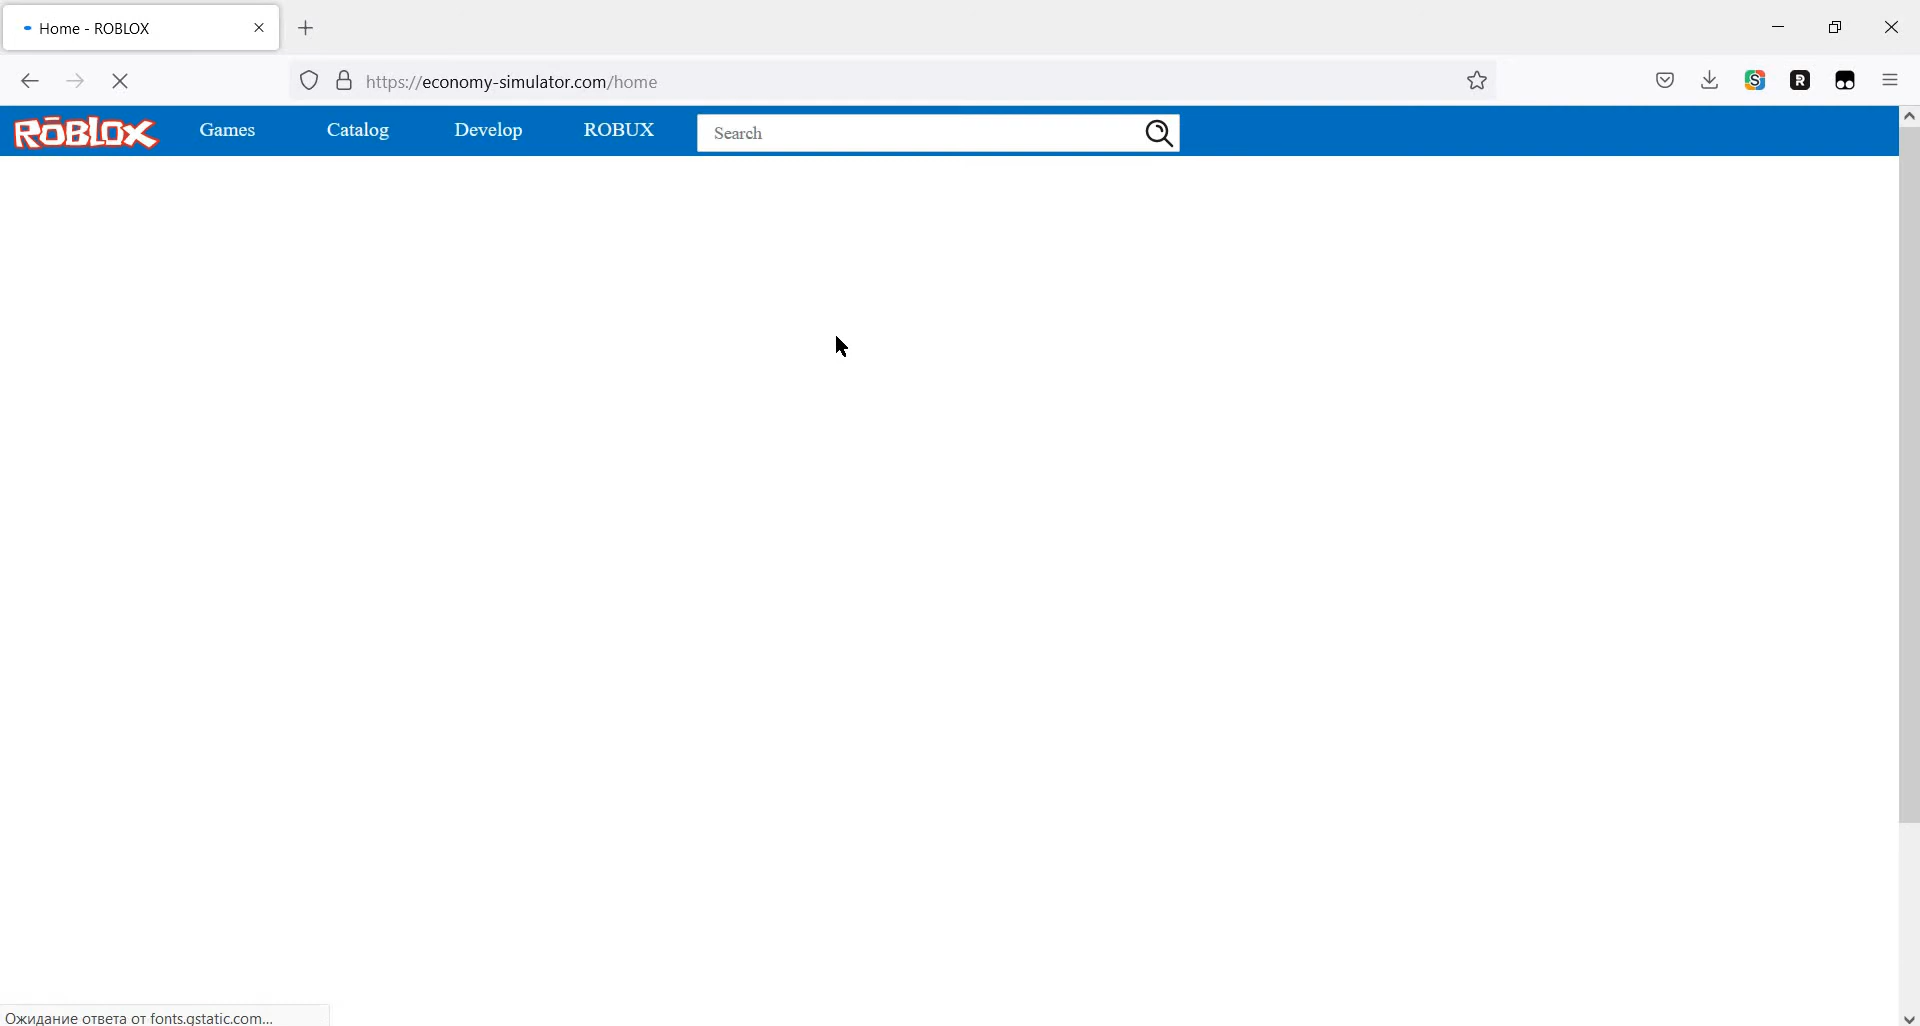 Home - ROBLOX
https://economy-simulator.com/home
ROBLOX Games Catalog Develop ROBUX Search
Ожидание ответа от fonts.gstatic.com...